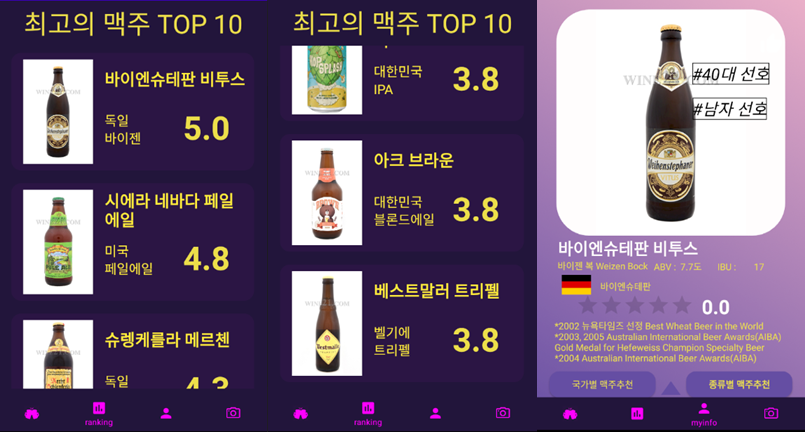 최고의 맥주 TOP 10
WINE21.COM
바이엔슈테판 비투스
독일
바이젠
5.0
시에라 네바다 페일
에일
미국
페일에일
4.8
슈렝케를라 메르첸
독일
최고의 맥주 TOP 10
대한민국
IPA
3.8
아크 브라운
대한민국
블론드에일
3.8
베스트말러 트리펠
벨기에
트리펠
3.8
#40대 선호
#남자 선호
Weihenstephaner
바이엔슈테판 비투스
바이젠 복 Weizen Bock ABV : 7.7도 IBU : 17
바이엔슈테판
0.0
*2002 뉴욕타임즈 선정 Best Wheat Beer in the World
*2003, 2005 Australian International Beer Awards(AIBA)
Gold Medal for Hefeweiss Champion Specialty Beer
*2004 Australian International Beer Awards(AIBA)
국가별 맥주추천
종류별 맥주추천
ranking
ranking
myinfo